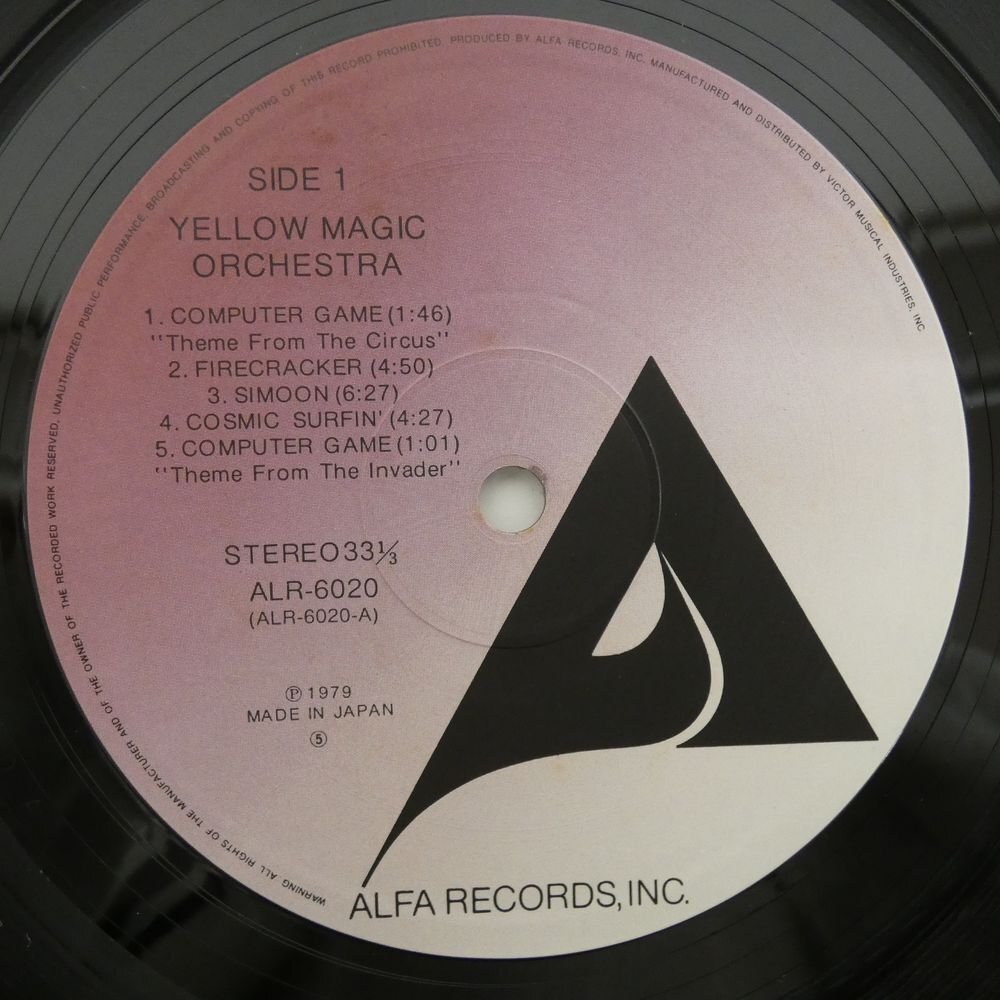 SIDE 1
YELLOW MAGIC
ORCHESTRA
1. COMPUTER GAME (1:46)
"Theme From The Circus"
2. FIRECRACKER (4:50)
3. SIMOON (6:27)
4. COSMIC SURFIN' (4:27)
5. COMPUTER GAME (1:01)
"Theme From The Invader"
STEREO 33⅓
ALR-6020
(ALR-6020-A)
Ⓟ 1979
MADE IN JAPAN
⑤
ALFA RECORDS, INC.
WARNING. ALL RIGHTS OF THE MANUFACTURER AND OF THE OWNER OF THE RECORDED WORK RESERVED, UNAUTHORIZED PUBLIC PERFORMANCE, BROADCASTING AND COPYING OF THIS RECORD PROHIBITED. PRODUCED BY ALFA RECORDS, INC. MANUFACTURED AND DISTRIBUTED BY VICTOR MUSICAL INDUSTRIES, INC